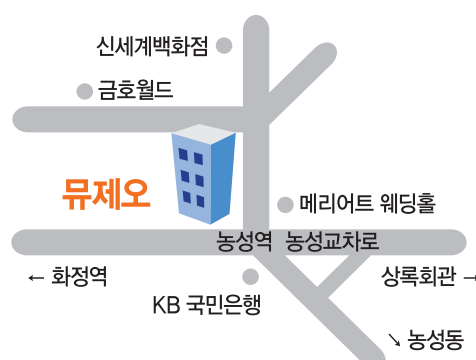 신세계백화점
금호월드
뮤제오
메리어트 웨딩홀
농성역 농성교차로
← 화정역
상록회관 →
KB 국민은행
↘ 농성동